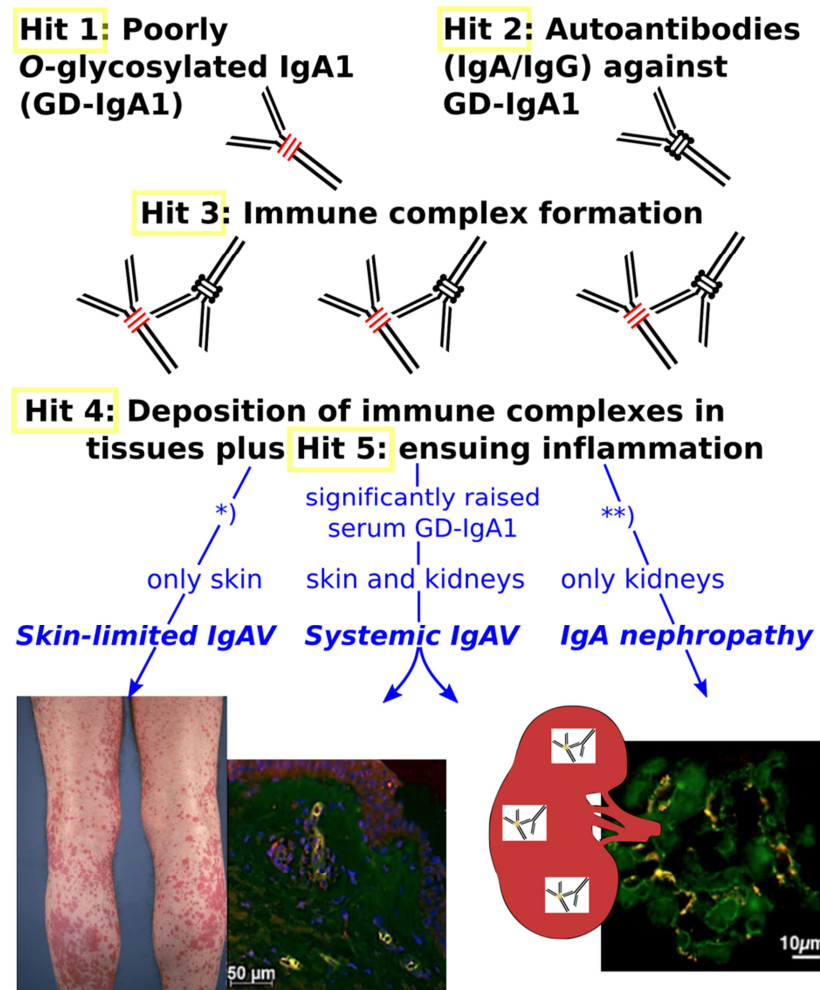 Hit 1: Poorly
O-glycosylated IgA1
(GD-IgA1)
Hit 2: Autoantibodies
(IgA/IgG) against
GD-IgA1
Hit 3: Immune complex formation
Hit 4: Deposition of immune complexes in
tissues plus Hit 5: ensuing inflammation
*)
significantly raised
serum GD-IgA1
**)
only skin
skin and kidneys
only kidneys
Skin-limited IgAV
Systemic IgAV
IgA nephropathy
50 µm
10µm